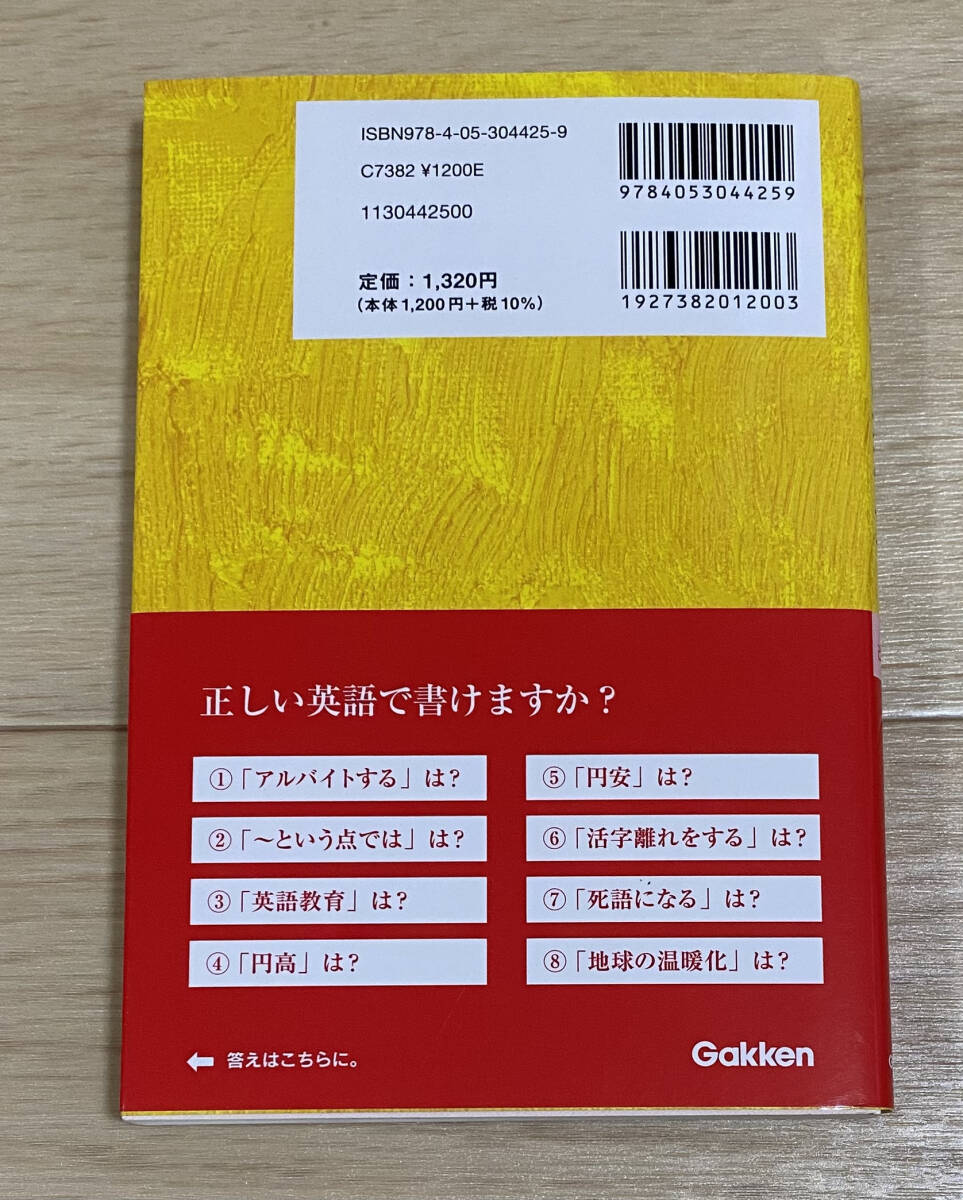 ISBN978-4-05-304425-9
C7382 ¥1200E
1130442500
定価：1,320円
（本体1,200円＋税10%）
9784053044259
1927382012003
正しい英語で書けますか？
①「アルバイトする」は？
②「～という点では」は？
③「英語教育」は？
④「円高」は？
⑤「円安」は？
⑥「活字離れをする」は？
⑦「死語になる」は？
⑧「地球の温暖化」は？
答えはこちらに。
Gakken